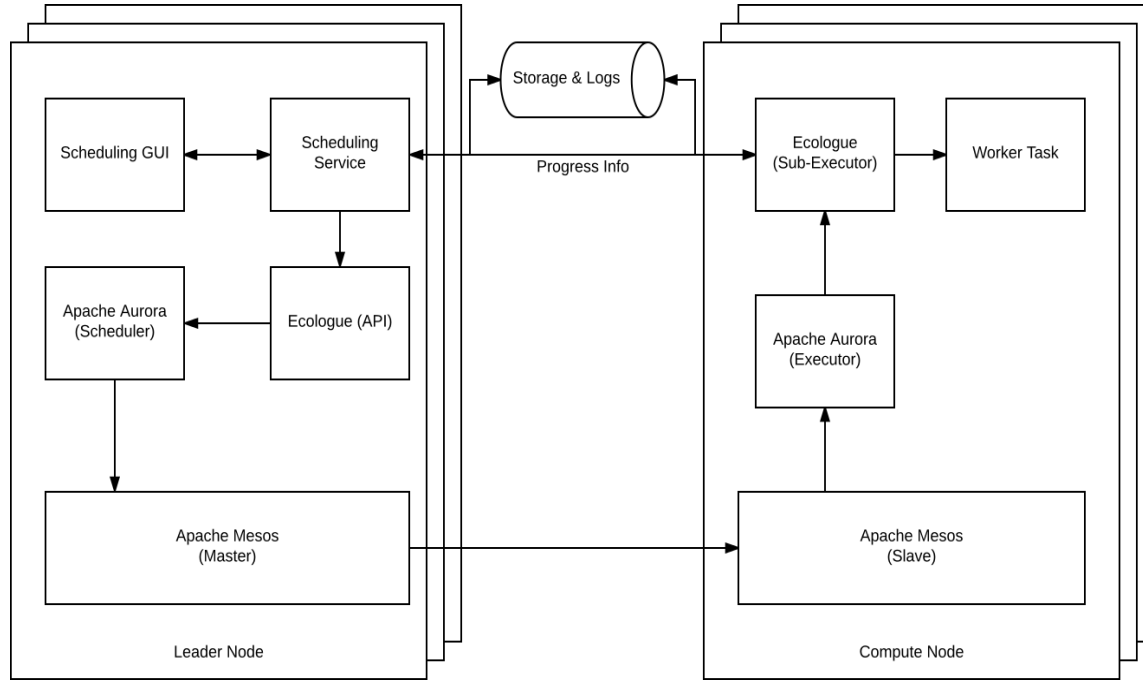 Storage & Logs
Scheduling GUI
Scheduling
Service
Progress Info
Ecologue
(Sub-Executor)
Worker Task
Apache Aurora
(Scheduler)
Ecologue (API)
Apache Aurora
(Executor)
Apache Mesos
(Master)
Apache Mesos
(Slave)
Leader Node
Compute Node